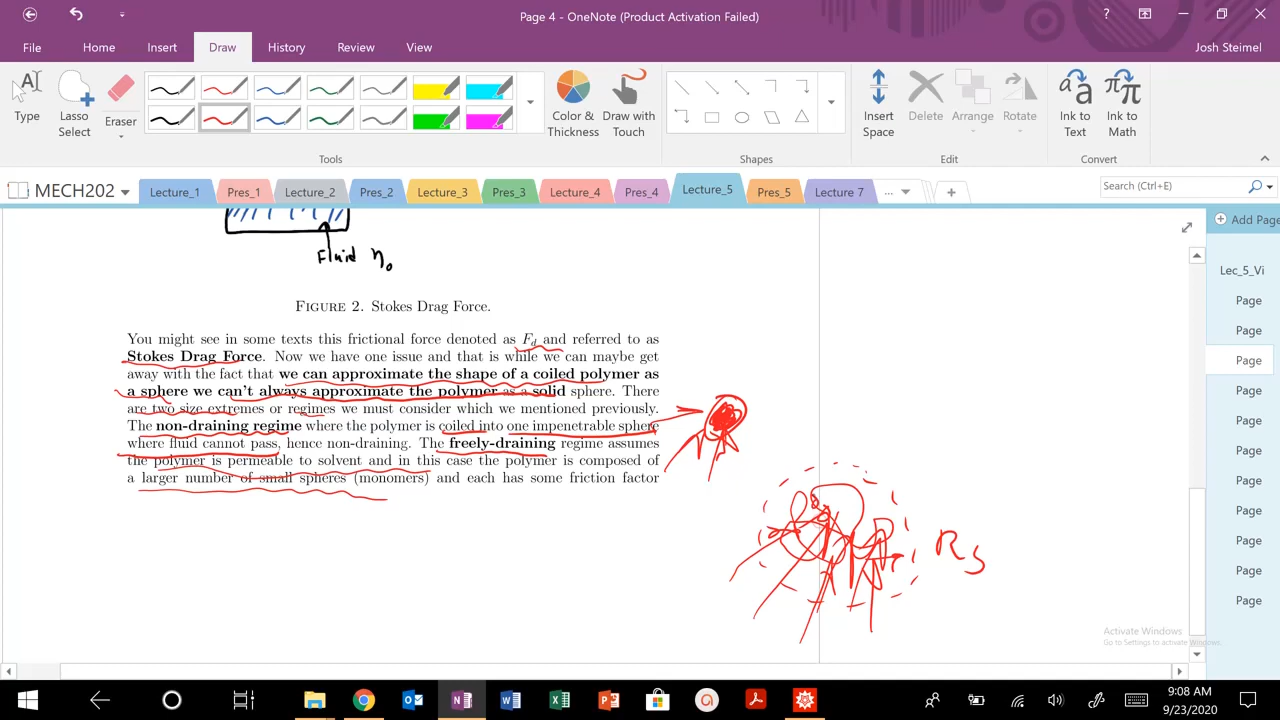 Page 4 - OneNote (Product Activation Failed)
File Home Insert Draw History Review View Josh Steimel
Type
Lasso Select
Eraser
Color & Thickness
Draw with Touch
Insert Space
Delete
Arrange
Rotate
Ink to Text
Ink to Math
Tools Shapes Edit Convert
MECH202 Lecture_1 Pres_1 Lecture_2 Pres_2 Lecture_3 Pres_3 Lecture_4 Pres_4 Lecture_5 Pres_5 Lecture 7 ... Search (Ctrl+E)
Add Page
Lec_5_Vi
Page
Page
Page
Page
Page
Page
Page
Page
Page
Page
Page
Fluid η₀
FIGURE 2. Stokes Drag Force.
You might see in some texts this frictional force denoted as F_d and referred to as
Stokes Drag Force. Now we have one issue and that is while we can maybe get
away with the fact that we can approximate the shape of a coiled polymer as
a sphere we can't always approximate the polymer as a solid sphere. There
are two size extremes or regimes we must consider which we mentioned previously.
The non-draining regime where the polymer is coiled into one impenetrable sphere
where fluid cannot pass, hence non-draining. The freely-draining regime assumes
the polymer is permeable to solvent and in this case the polymer is composed of
a larger number of small spheres (monomers) and each has some friction factor
Rs
Activate Windows
Go to Settings to activate Windows.
9:08 AM
9/23/2020